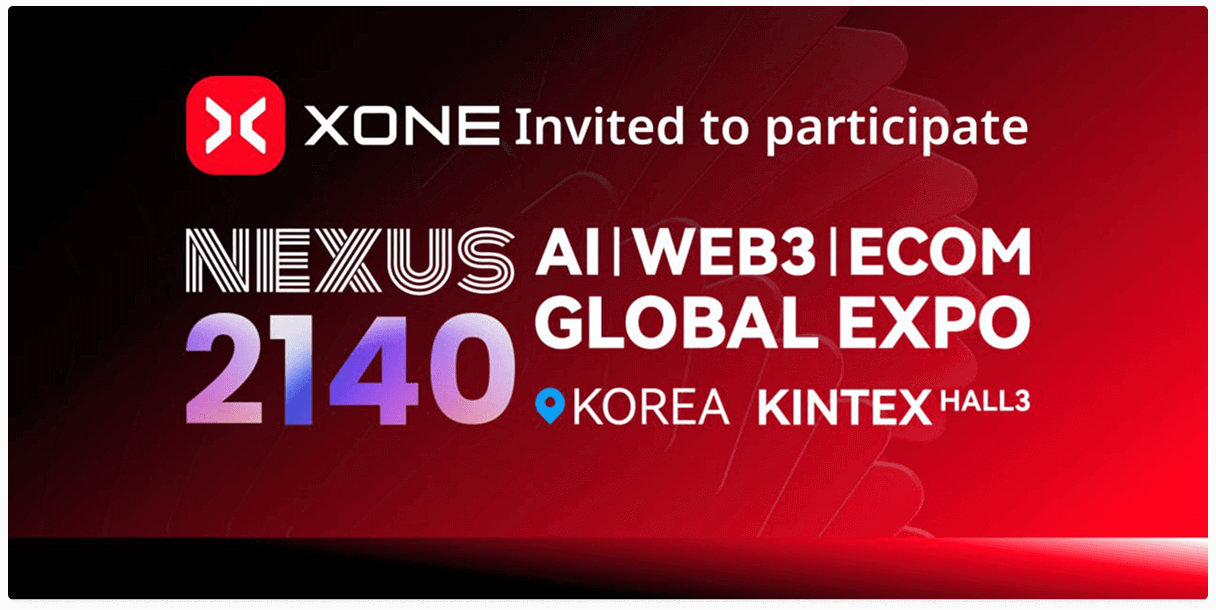 XONE Invited to participate
NEXUS
2140
AI | WEB3 | ECOM
GLOBAL EXPO
KOREA KINTEX HALL3